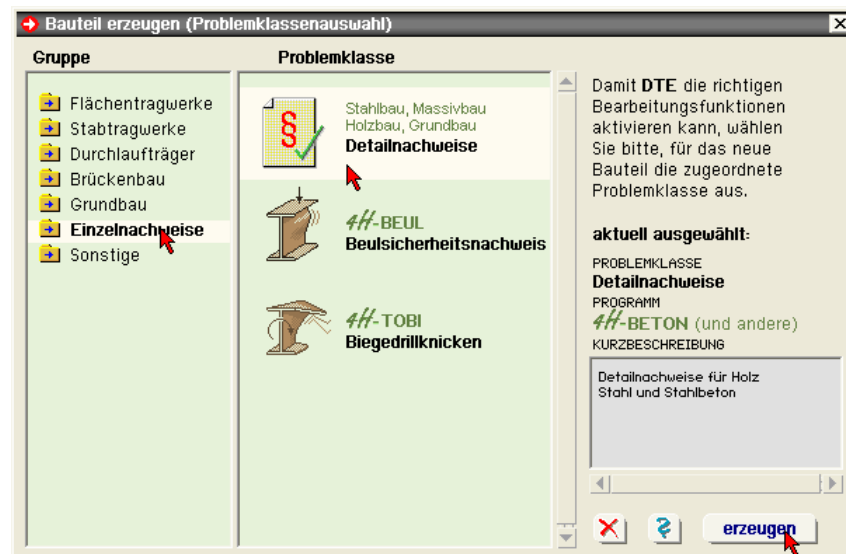 Bauteil erzeugen (Problemklassenauswahl)
Gruppe
Flächentragwerke
Stabtragwerke
Durchlaufträger
Brückenbau
Grundbau
Einzelnachweise
Sonstige
Problemklasse
§
Stahlbau, Massivbau
Holzbau, Grundbau
Detailnachweise
4H-BEUL
Beulsicherheitsnachweis
4H-TOBI
Biegedrillknicken
Damit DTE die richtigen
Bearbeitungsfunktionen
aktivieren kann, wählen
Sie bitte, für das neue
Bauteil die zugeordnete
Problemklasse aus.
aktuell ausgewählt:
PROBLEMKLASSE
Detailnachweise
PROGRAMM
4H-BETON (und andere)
KURZBESCHREIBUNG
Detailnachweise für Holz
Stahl und Stahlbeton
erzeugen